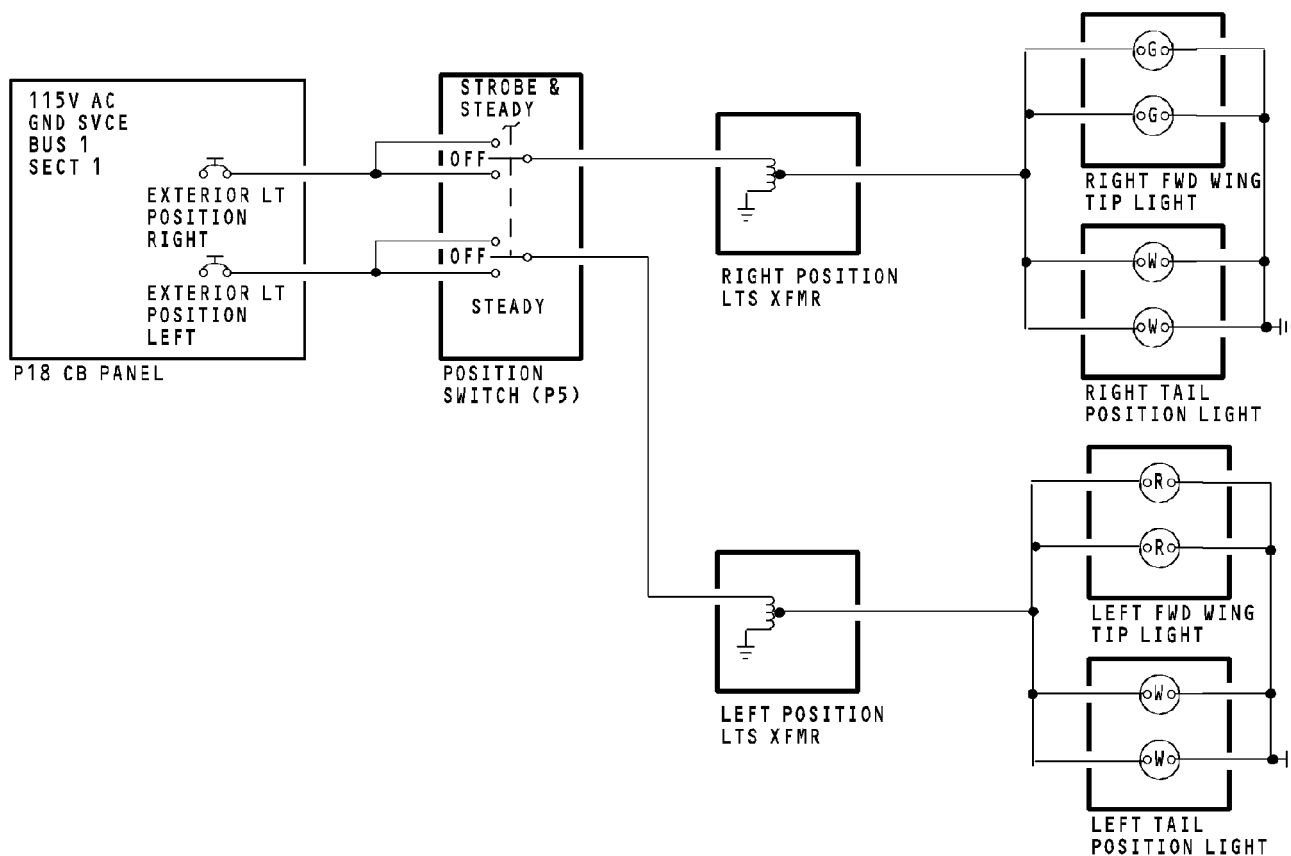 115V AC
GND SVCE
BUS 1
SECT 1
EXTERIOR LT
POSITION
RIGHT
EXTERIOR LT
POSITION
LEFT
P18 CB PANEL
STROBE &
STEADY
OFF
OFF
STEADY
POSITION
SWITCH (P5)
RIGHT POSITION
LTS XFMR
G
G
RIGHT FWD WING
TIP LIGHT
W
W
RIGHT TAIL
POSITION LIGHT
LEFT POSITION
LTS XFMR
R
R
LEFT FWD WING
TIP LIGHT
W
W
LEFT TAIL
POSITION LIGHT